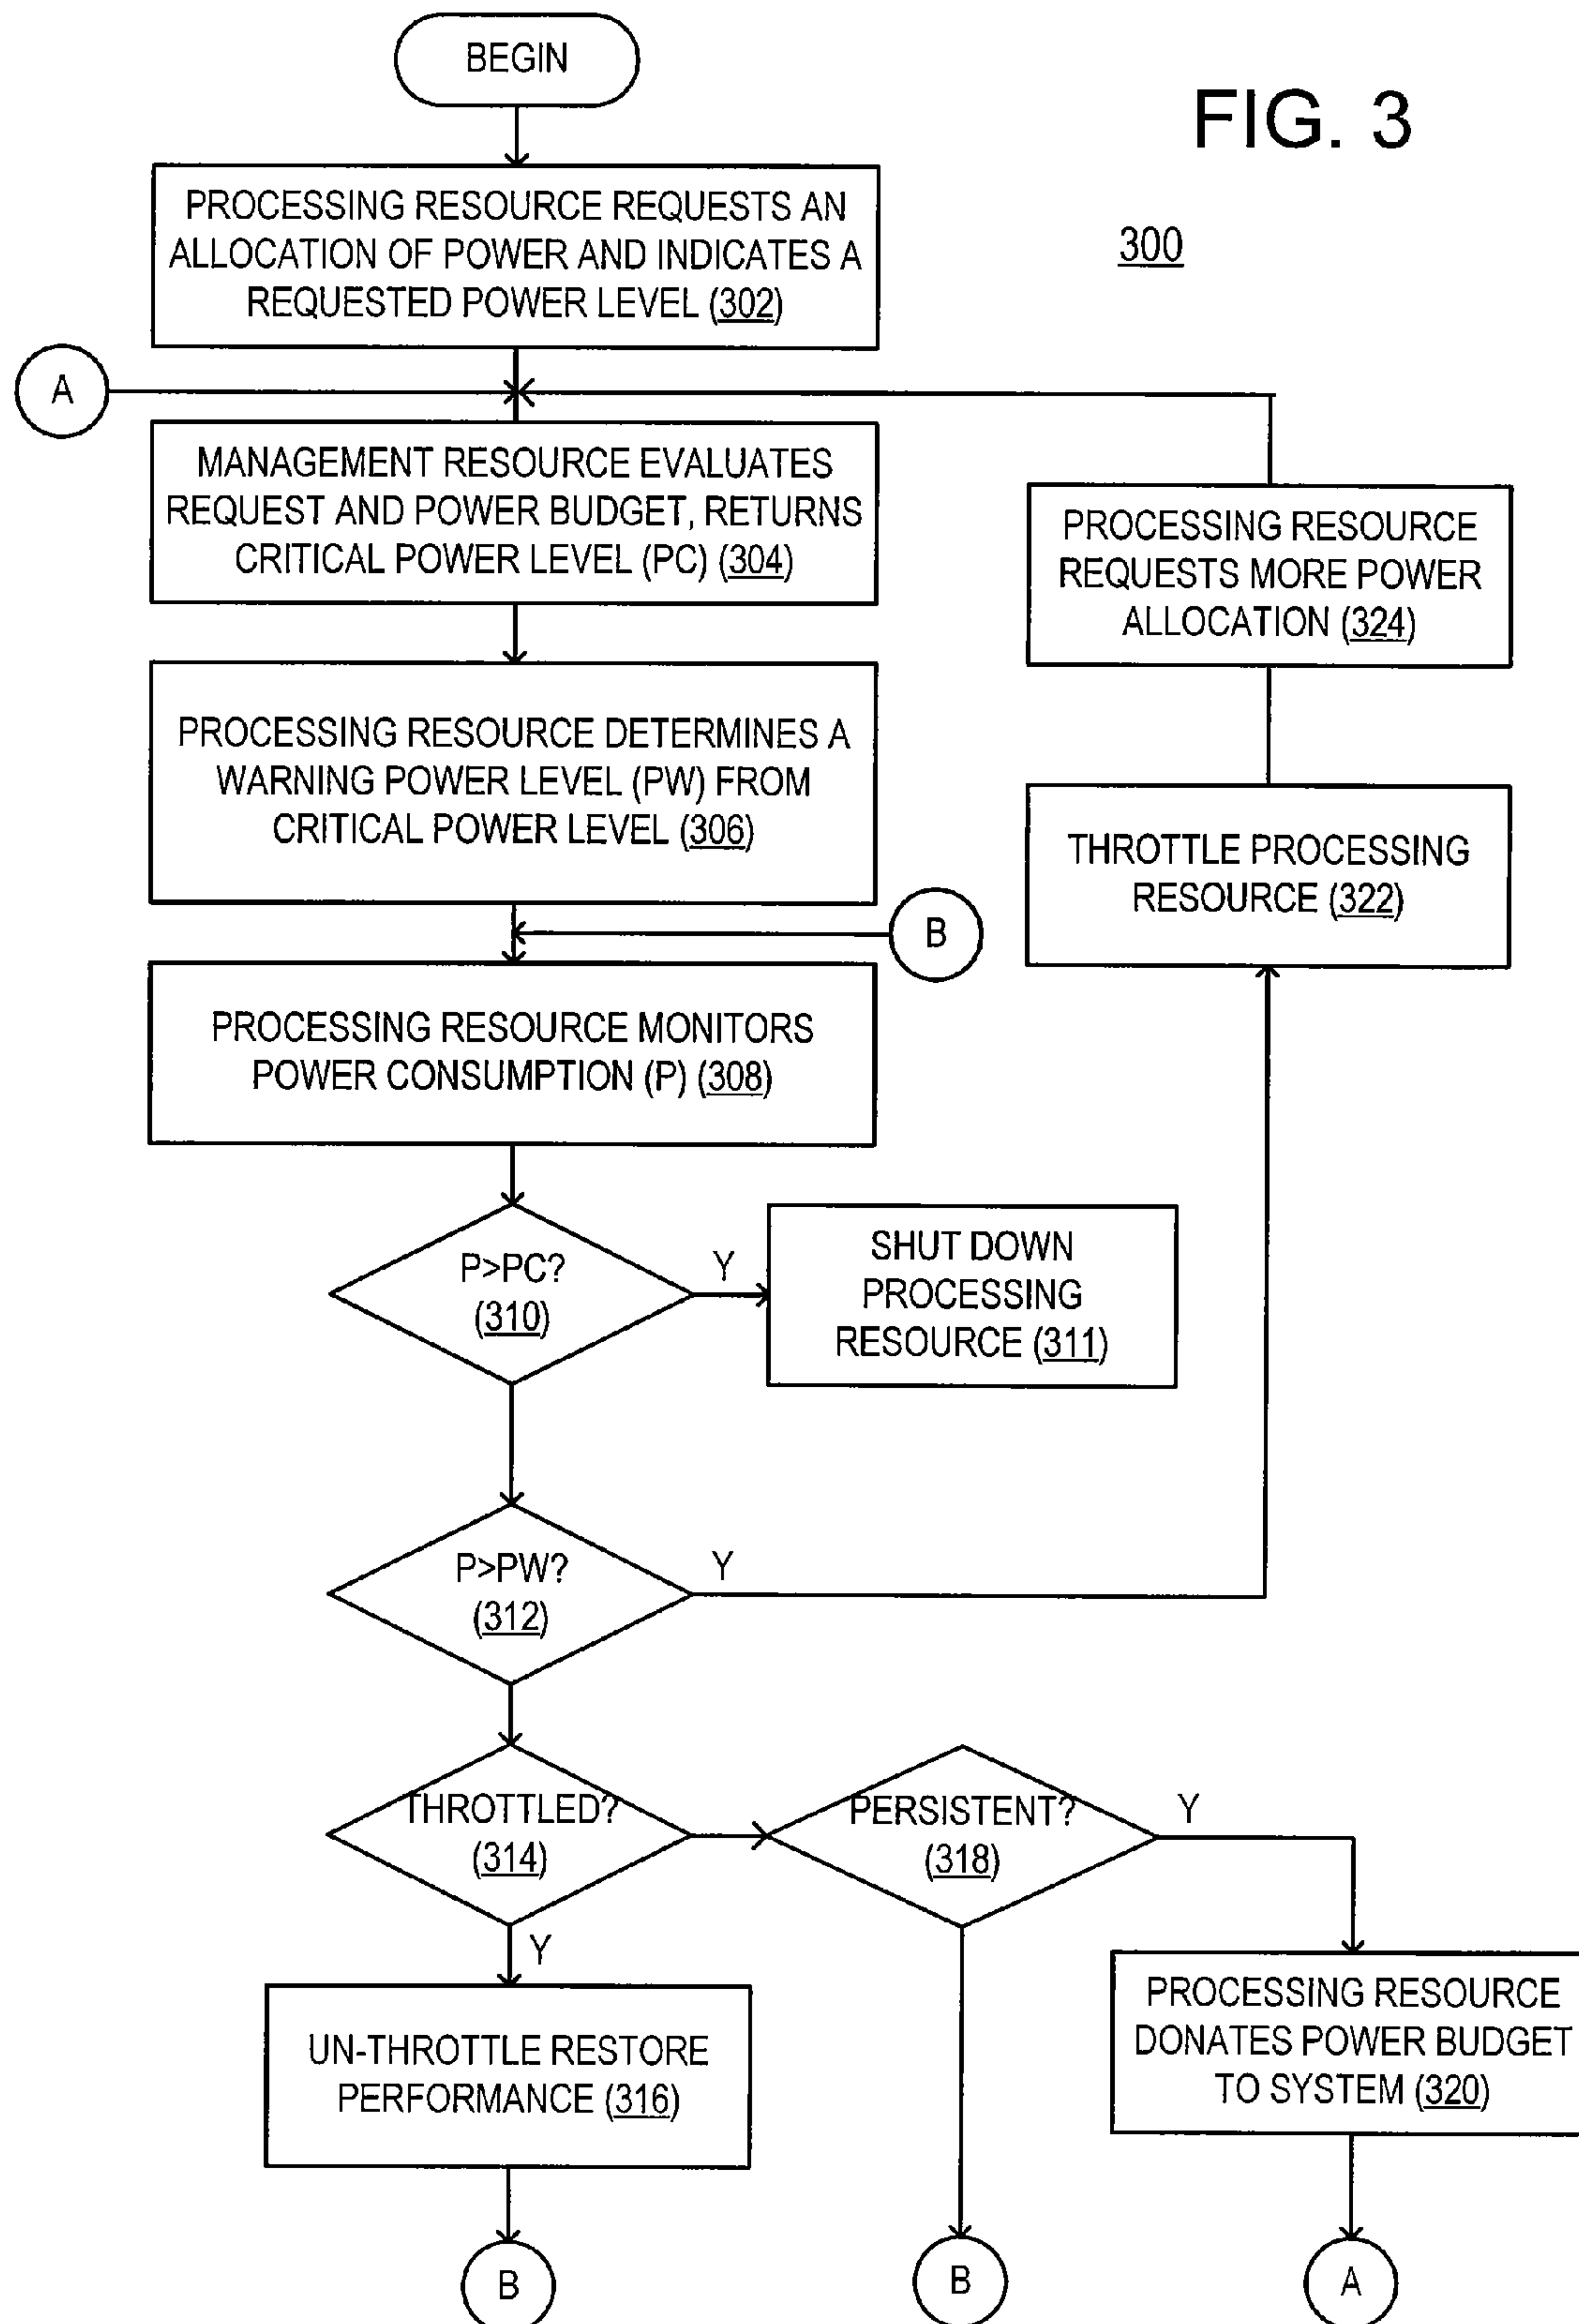 BEGIN
FIG. 3
300
PROCESSING RESOURCE REQUESTS AN
ALLOCATION OF POWER AND INDICATES A
REQUESTED POWER LEVEL (302)
A
MANAGEMENT RESOURCE EVALUATES
REQUEST AND POWER BUDGET, RETURNS
CRITICAL POWER LEVEL (PC) (304)
PROCESSING RESOURCE
REQUESTS MORE POWER
ALLOCATION (324)
PROCESSING RESOURCE DETERMINES A
WARNING POWER LEVEL (PW) FROM
CRITICAL POWER LEVEL (306)
THROTTLE PROCESSING
RESOURCE (322)
B
PROCESSING RESOURCE MONITORS
POWER CONSUMPTION (P) (308)
P>PC?
(310)
Y
SHUT DOWN
PROCESSING
RESOURCE (311)
P>PW?
(312)
Y
THROTTLED?
(314)
Y
PERSISTENT?
(318)
Y
UN-THROTTLE RESTORE
PERFORMANCE (316)
PROCESSING RESOURCE
DONATES POWER BUDGET
TO SYSTEM (320)
B
B
A